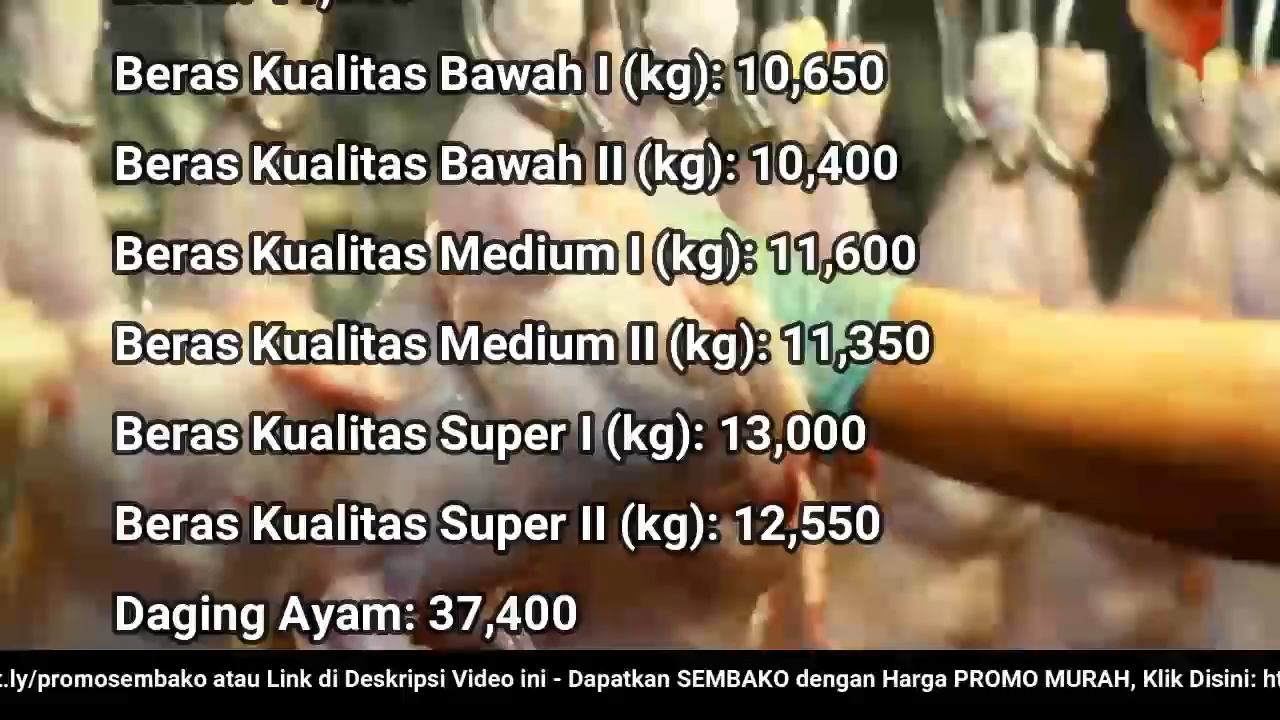 Beras Kualitas Bawah I (kg): 10,650
Beras Kualitas Bawah II (kg): 10,400
Beras Kualitas Medium I (kg): 11,600
Beras Kualitas Medium II (kg): 11,350
Beras Kualitas Super I (kg): 13,000
Beras Kualitas Super II (kg): 12,550
Daging Ayam: 37,400
t.ly/promosembako atau Link di Deskripsi Video ini - Dapatkan SEMBAKO dengan Harga PROMO MURAH, Klik Disini: ht